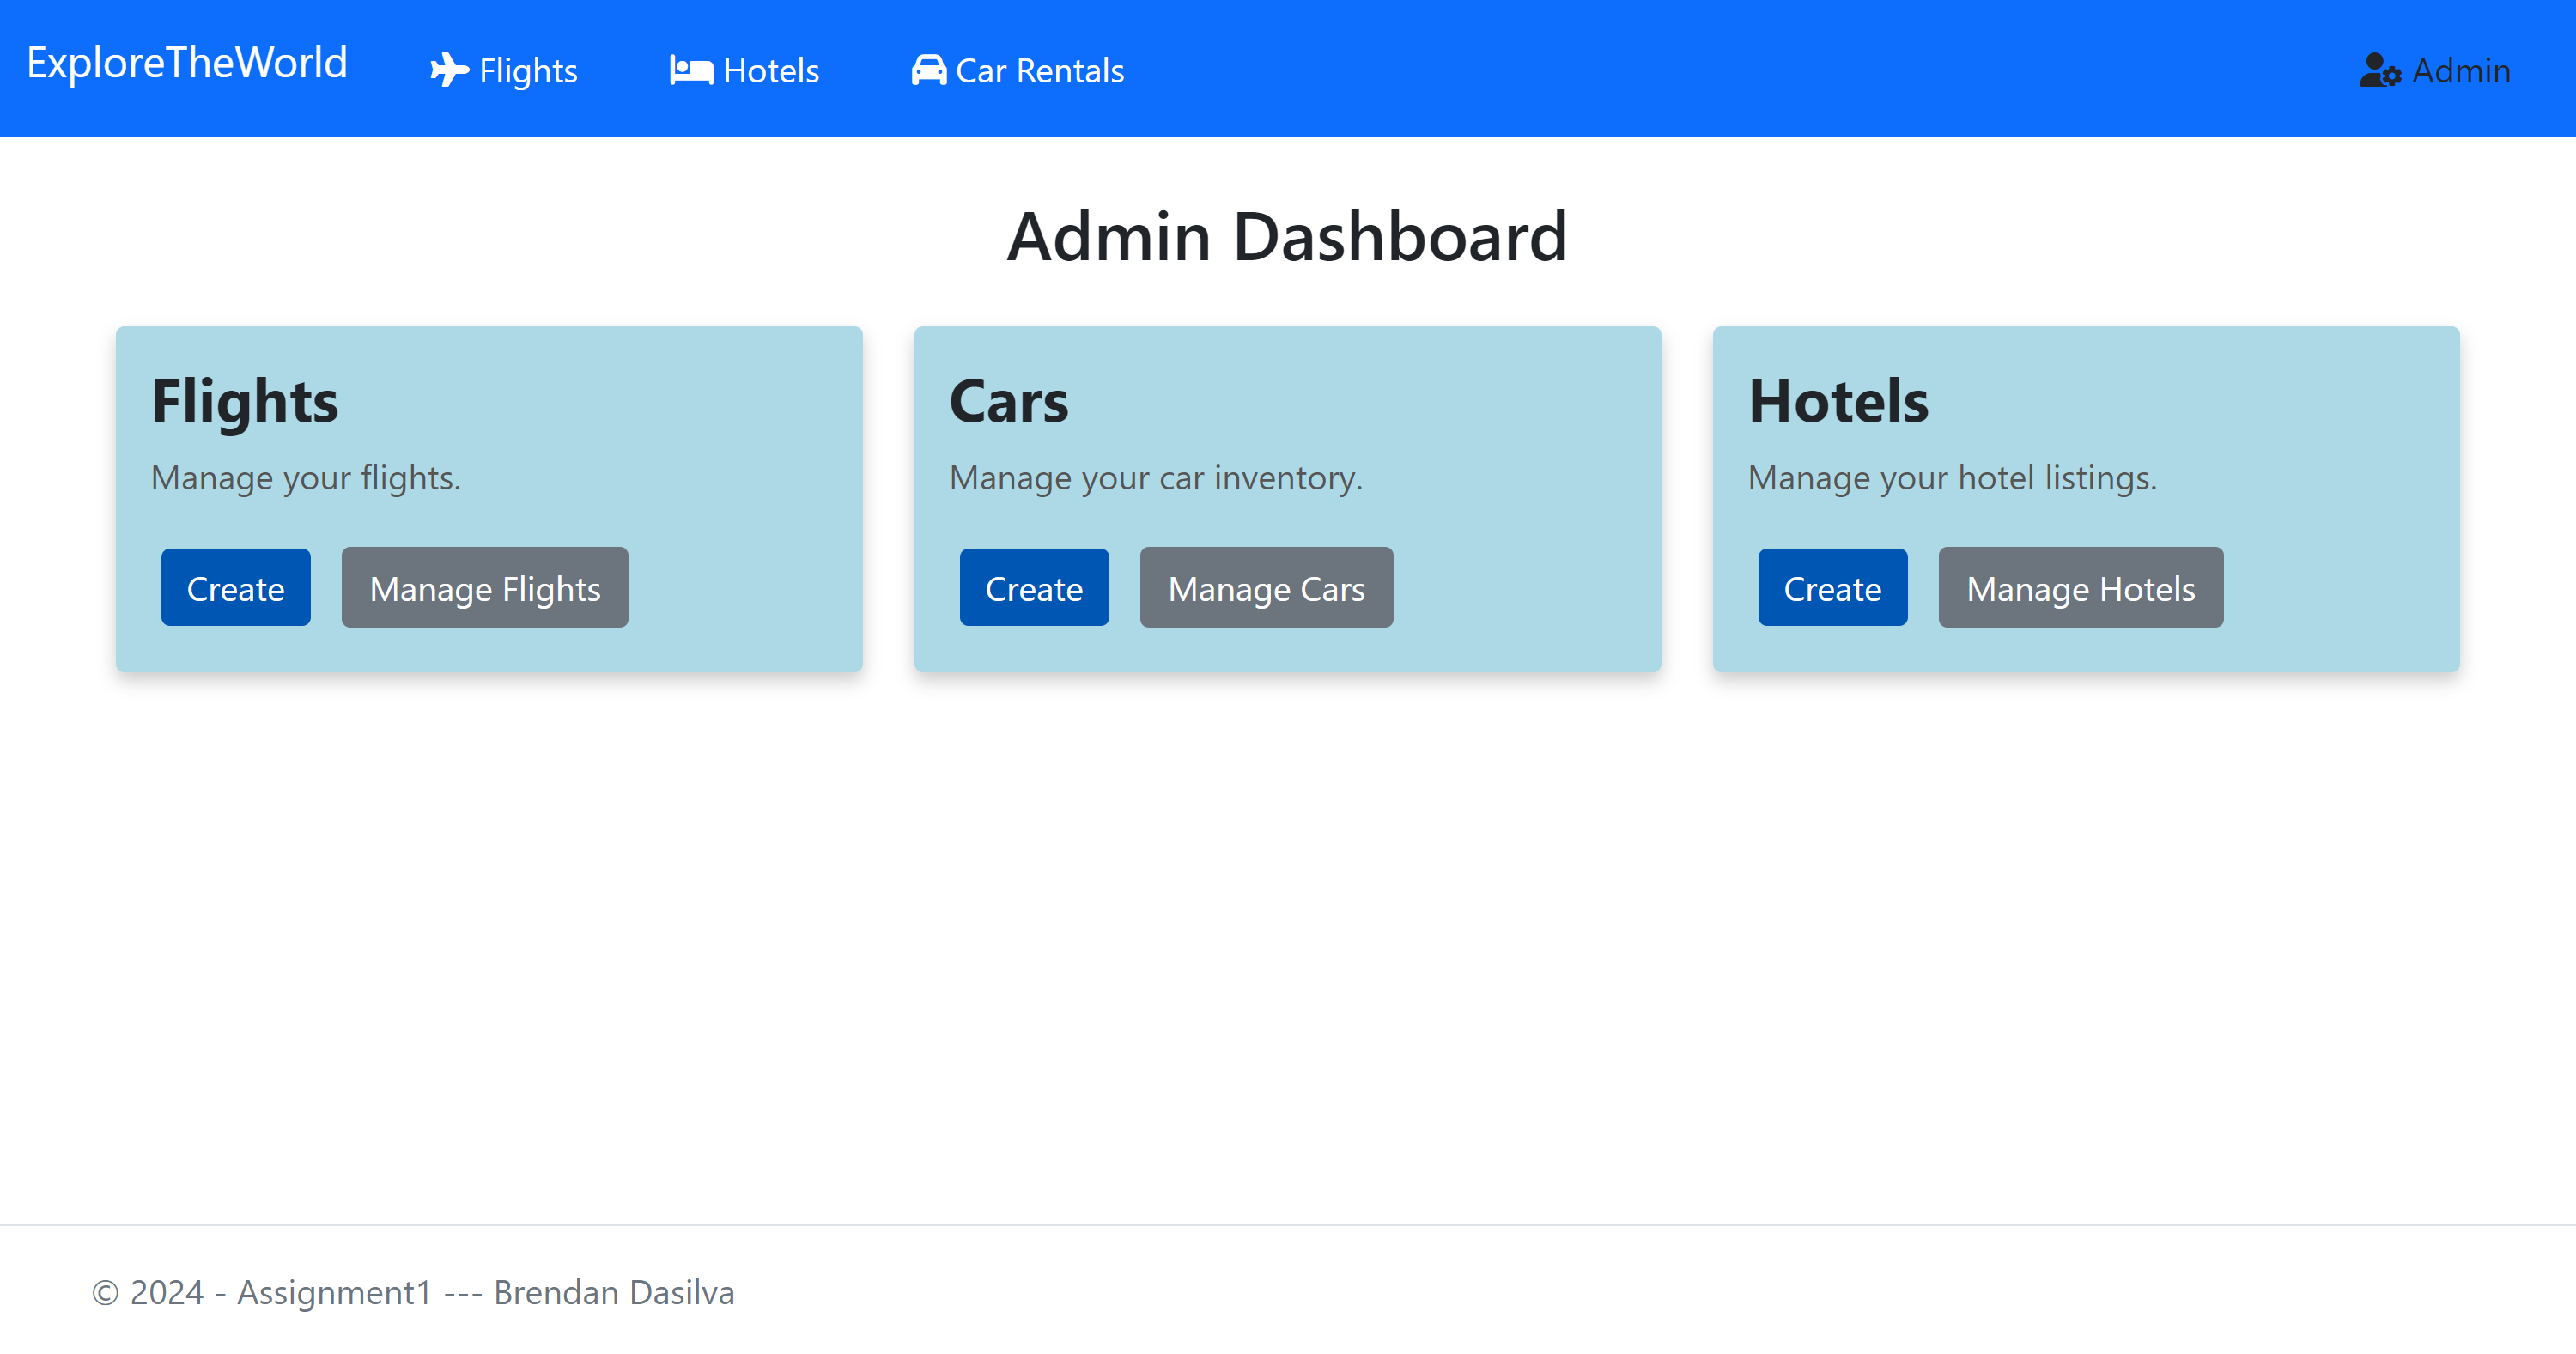 ExploreTheWorld Flights Hotels Car Rentals Admin
Admin Dashboard
Flights
Manage your flights.
Create Manage Flights
Cars
Manage your car inventory.
Create Manage Cars
Hotels
Manage your hotel listings.
Create Manage Hotels
© 2024 - Assignment1 --- Brendan Dasilva